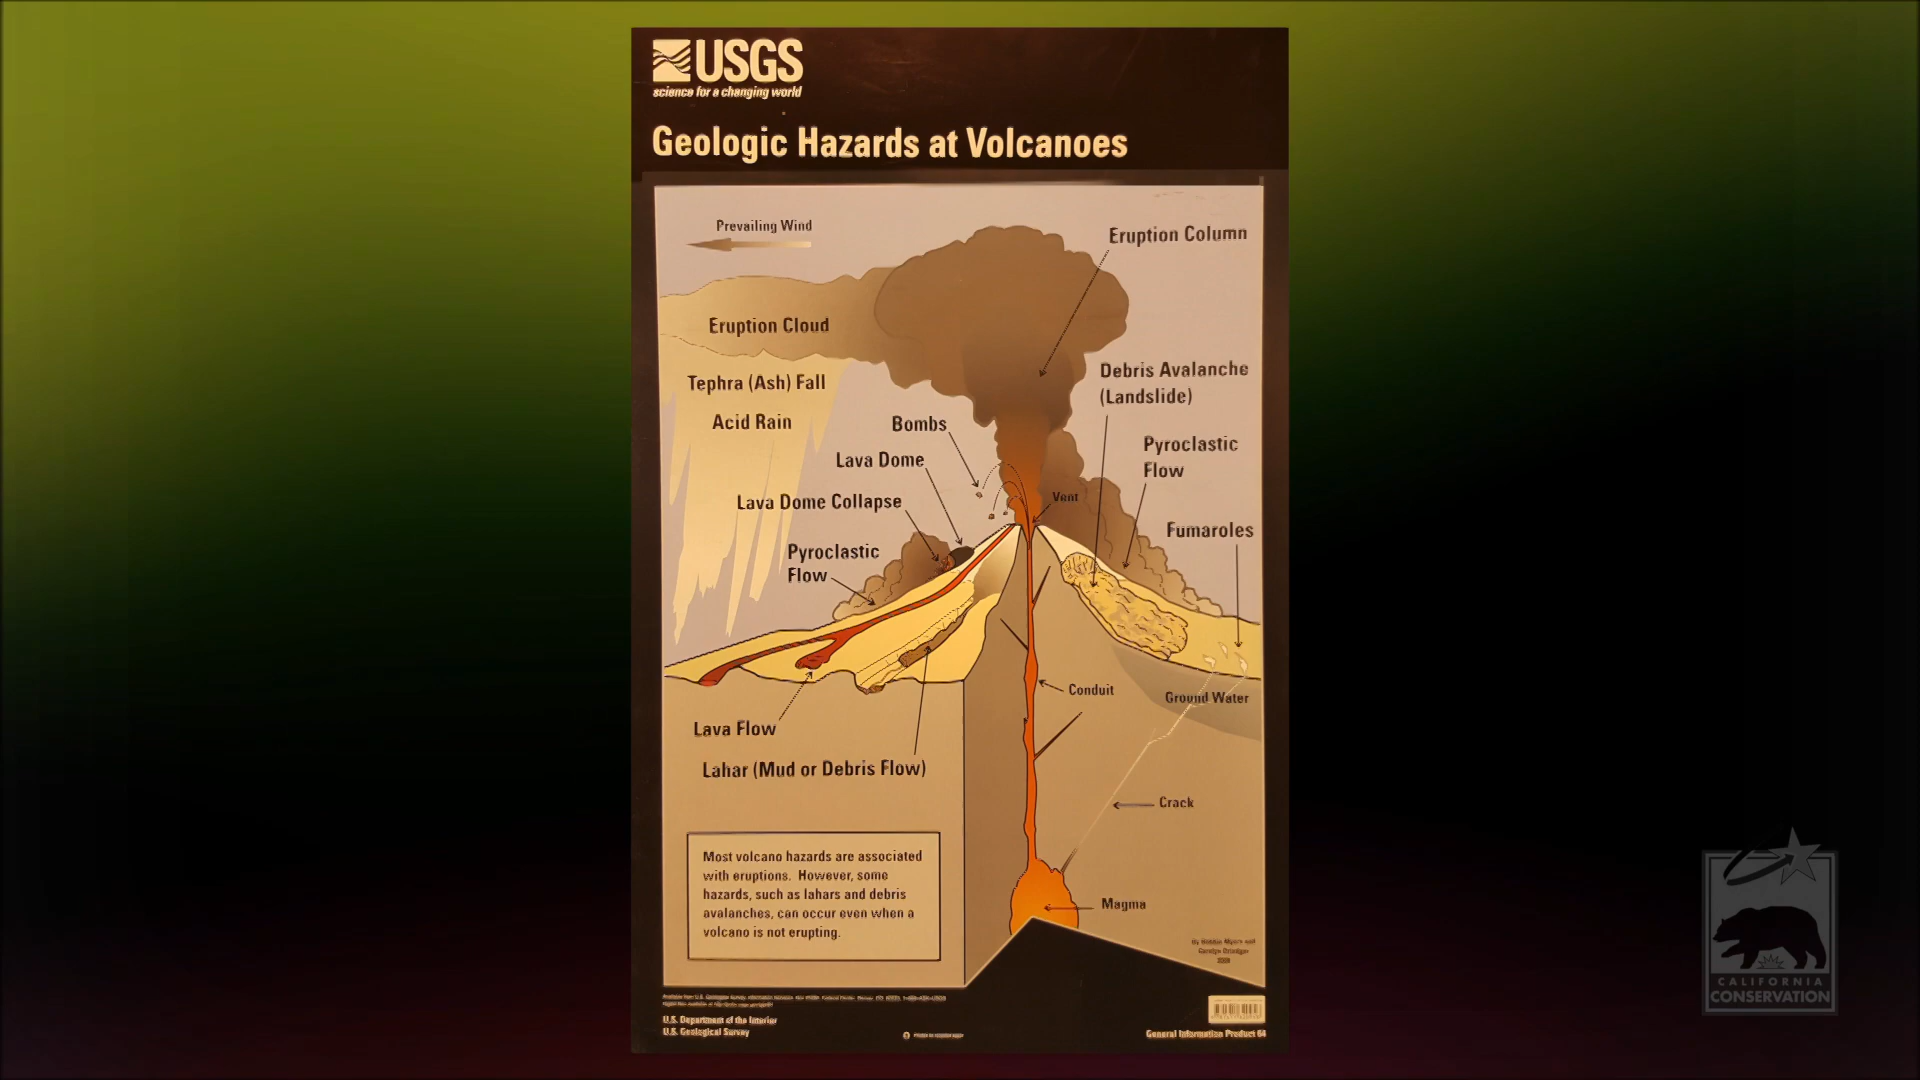 USGS
science for a changing world
Geologic Hazards at Volcanoes
Prevailing Wind
Eruption Column
Eruption Cloud
Debris Avalanche
(Landslide)
Tephra (Ash) Fall
Acid Rain
Bombs
Pyroclastic
Flow
Lava Dome
Lava Dome Collapse
Vent
Fumaroles
Pyroclastic
Flow
Conduit
Ground Water
Lava Flow
Lahar (Mud or Debris Flow)
Crack
Most volcano hazards are associated
with eruptions. However, some
hazards, such as lahars and debris
avalanches, can occur even when a
volcano is not erupting.
Magma
U.S. Department of the Interior
U.S. Geological Survey
General Information Product 64
CALIFORNIA
CONSERVATION